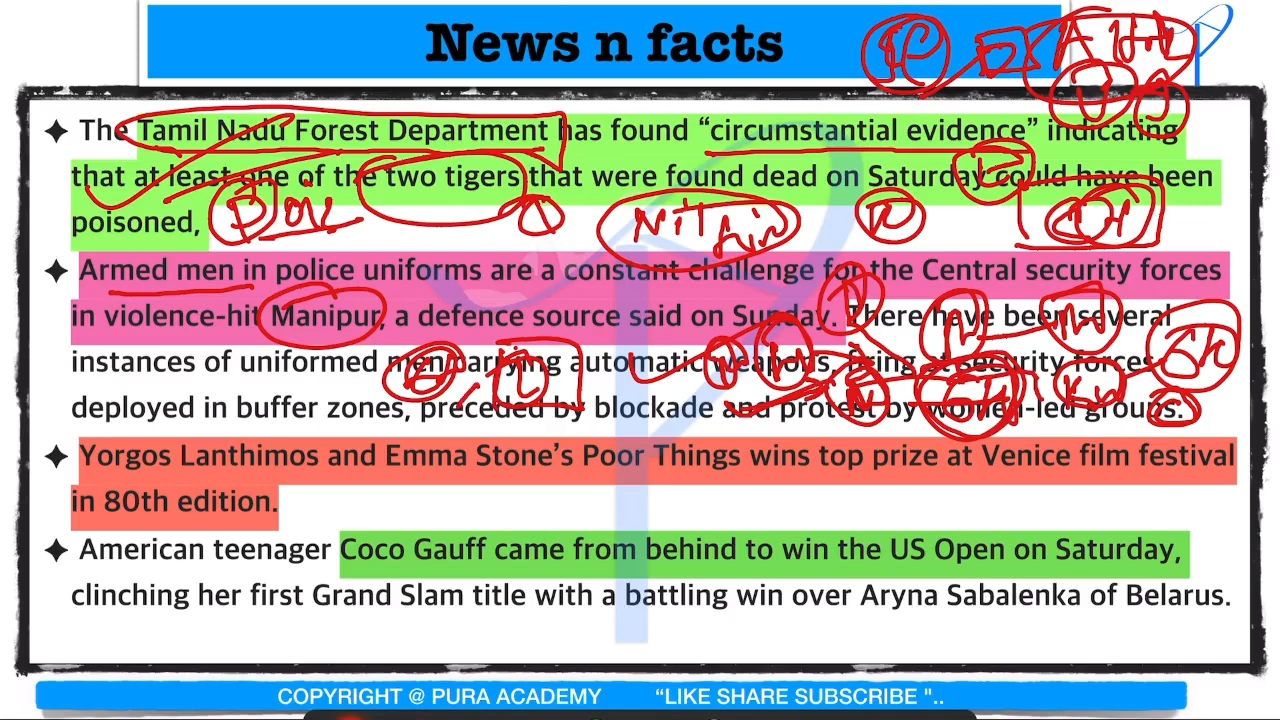 News n facts
✦ The Tamil Nadu Forest Department has found “circumstantial evidence” indicating
that at least one of the two tigers that were found dead on Saturday could have been
poisoned,
✦ Armed men in police uniforms are a constant challenge for the Central security forces
in violence-hit Manipur, a defence source said on Sunday. There have been several
instances of uniformed men carrying automatic weapons, firing at security forces
deployed in buffer zones, preceded by blockade and protest by women-led groups.
✦ Yorgos Lanthimos and Emma Stone’s Poor Things wins top prize at Venice film festival
in 80th edition.
✦ American teenager Coco Gauff came from behind to win the US Open on Saturday,
clinching her first Grand Slam title with a battling win over Aryna Sabalenka of Belarus.
COPYRIGHT @ PURA ACADEMY “LIKE SHARE SUBSCRIBE "..